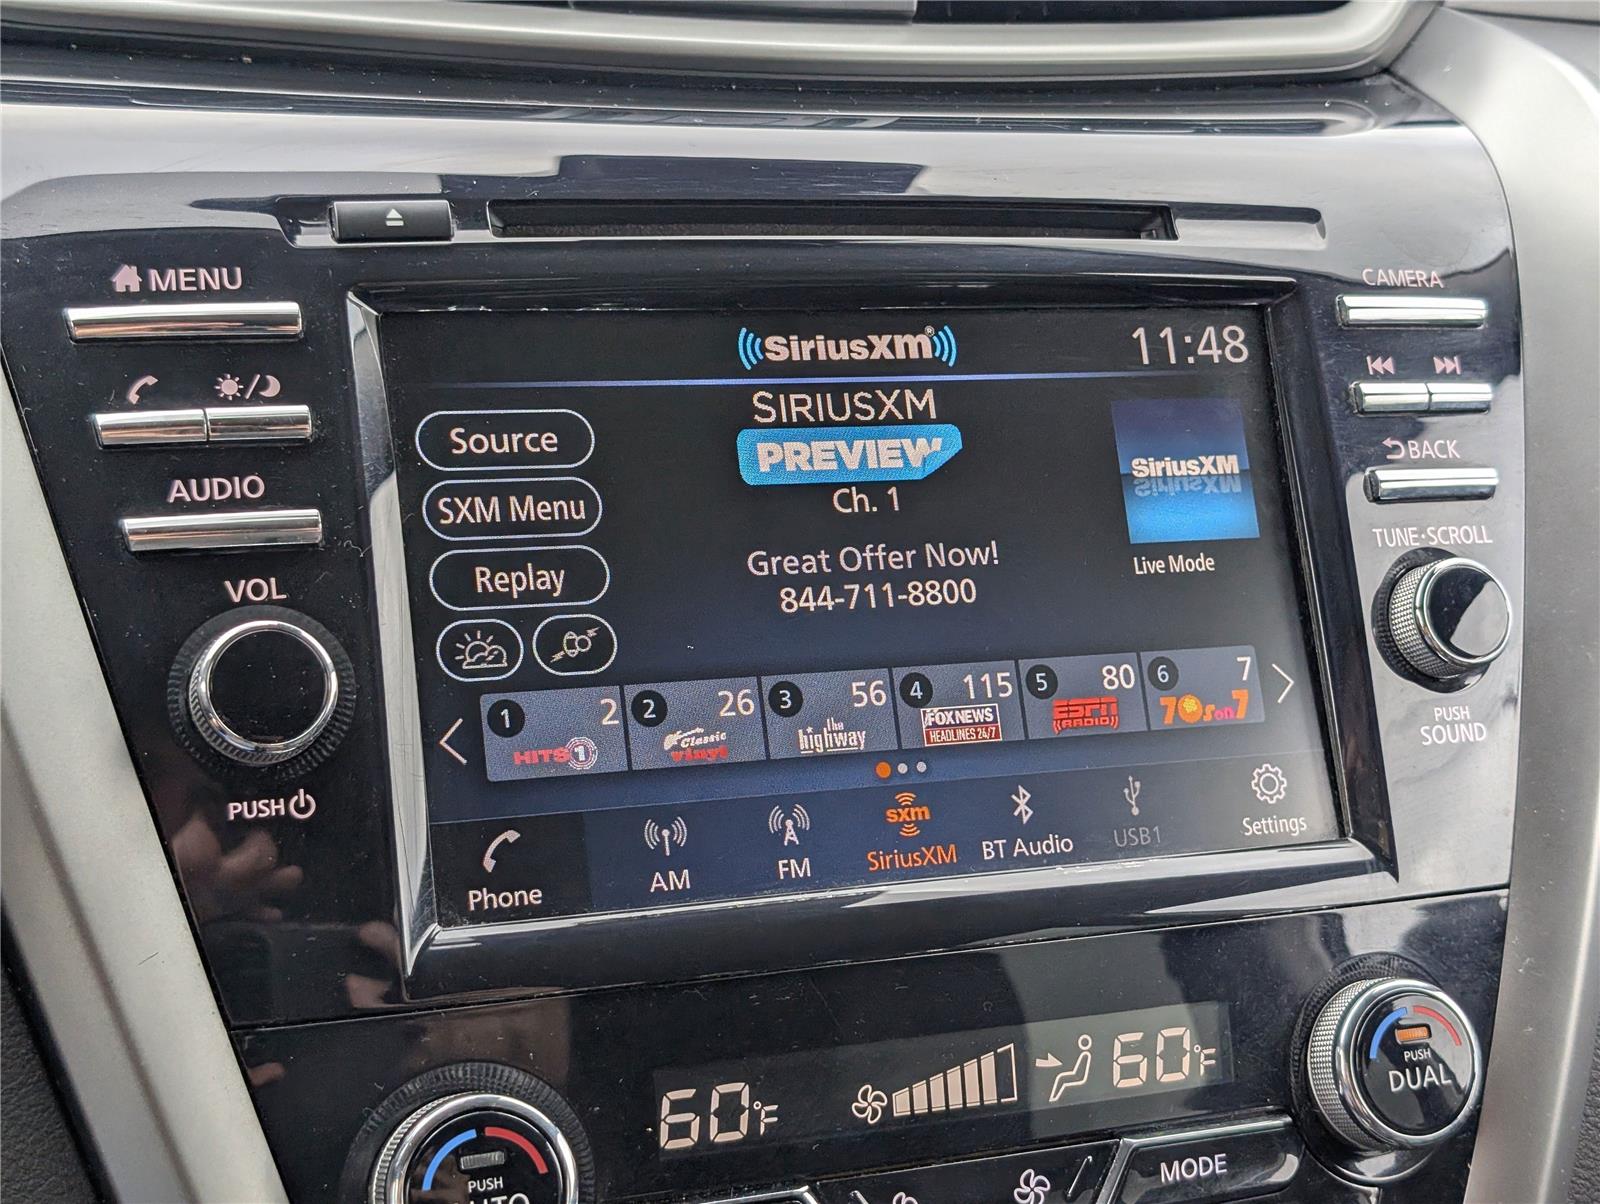 MENU
CAMERA
SiriusXM®
11:48
SIRIUSXM
PREVIEW
Ch. 1
Source
SXM Menu
Replay
AUDIO
BACK
SiriusXM
Live Mode
Great Offer Now!
844-711-8800
TUNE·SCROLL
VOL
PUSH
SOUND
1 2
HITS 1
2 26
Classic
vinyl
3 56
the
highway
4 115
FOX NEWS
HEADLINES 24/7
5 80
ESPN
RADIO
6 7
70s on 7
PUSH
Phone
AM
FM
sxm
SiriusXM
BT Audio
USB1
Settings
60°F
60°F
PUSH
DUAL
PUSH
AUTO
MODE